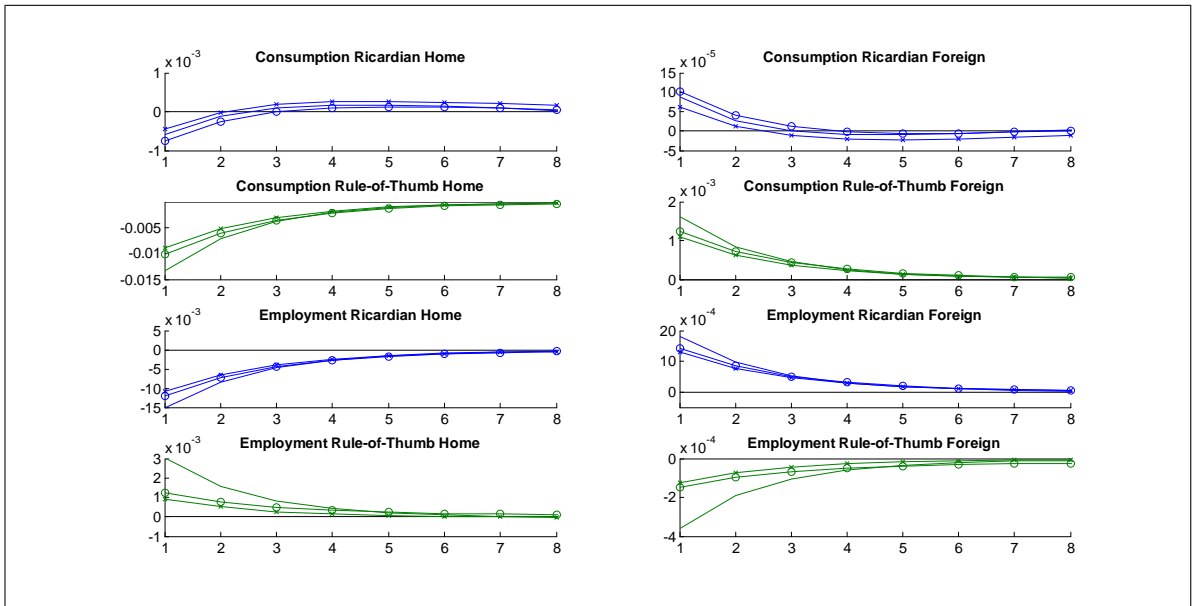 Consumption Ricardian Home
x 10^-3
1
0
-1
1 2 3 4 5 6 7 8
Consumption Ricardian Foreign
x 10^-5
15
10
5
0
-5
1 2 3 4 5 6 7 8
Consumption Rule-of-Thumb Home
-0.005
-0.01
-0.015
1 2 3 4 5 6 7 8
Consumption Rule-of-Thumb Foreign
x 10^-3
2
1
0
1 2 3 4 5 6 7 8
Employment Ricardian Home
x 10^-3
5
0
-5
-10
-15
1 2 3 4 5 6 7 8
Employment Ricardian Foreign
x 10^-4
20
10
0
1 2 3 4 5 6 7 8
Employment Rule-of-Thumb Home
x 10^-3
3
2
1
0
-1
1 2 3 4 5 6 7 8
Employment Rule-of-Thumb Foreign
x 10^-4
0
-2
-4
1 2 3 4 5 6 7 8